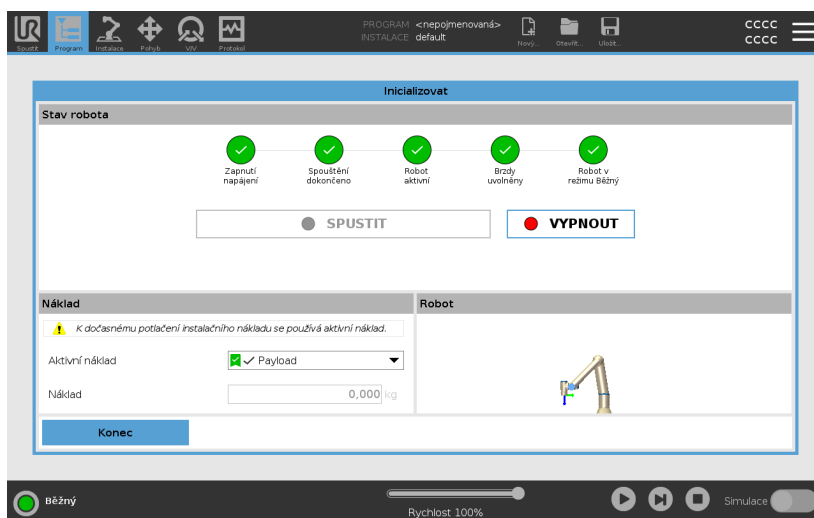 UR
PROGRAM <nepojmenovaná>
INSTALACE default
CCCC
CCCC
Spustit Program Instalace Pohyb V/V Protokol Nový... Otevřít... Uložit...
Inicializovat
Stav robota
Zapnutí napájení
Spouštění dokončeno
Robot aktivní
Brzdy uvolněny
Robot v režimu Běžný
SPUSTIT VYPNOUT
Náklad Robot
K dočasnému potlačení instalačního nákladu se používá aktivní náklad.
Aktivní náklad Payload
Náklad 0,000 kg
Konec
Běžný
Rychlost 100%
Simulace